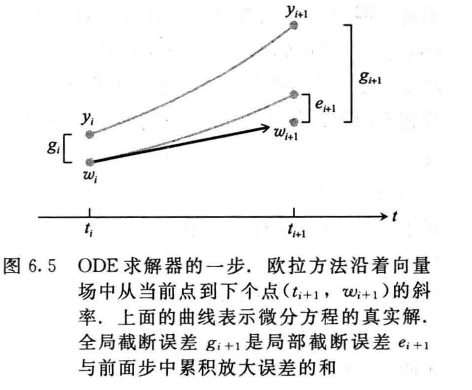 y_{i+1}
g_{i+1}
y_i
e_{i+1}
g_i
w_{i+1}
w_i
t
t_i t_{i+1}
图 6.5 ODE求解器的一步. 欧拉方法沿着向量
场中从当前点到下个点(t_{i+1}, w_{i+1})的斜
率. 上面的曲线表示微分方程的真实解.
全局截断误差 g_{i+1}是局部截断误差 e_{i+1}
与前面步中累积放大误差的和